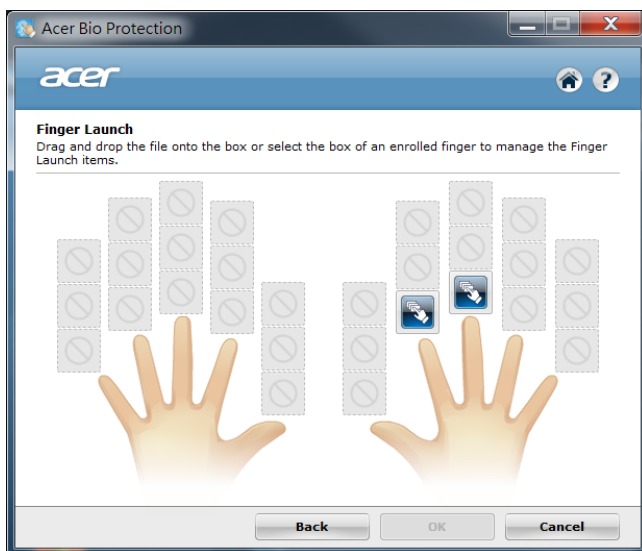 Acer Bio Protection
acer
?
Finger Launch
Drag and drop the file onto the box or select the box of an enrolled finger to manage the Finger
Launch items.
Back
OK
Cancel